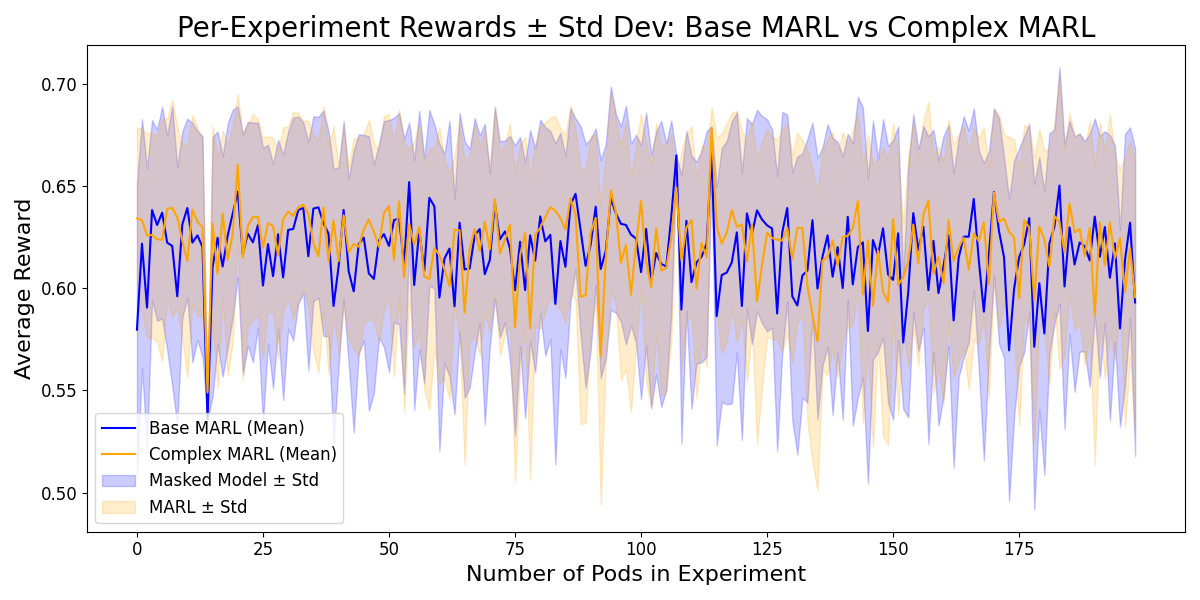 Per-Experiment Rewards ± Std Dev: Base MARL vs Complex MARL
Average Reward
0.70
0.65
0.60
0.55
0.50
Base MARL (Mean)
Complex MARL (Mean)
Masked Model ± Std
MARL ± Std
0 25 50 75 100 125 150 175
Number of Pods in Experiment